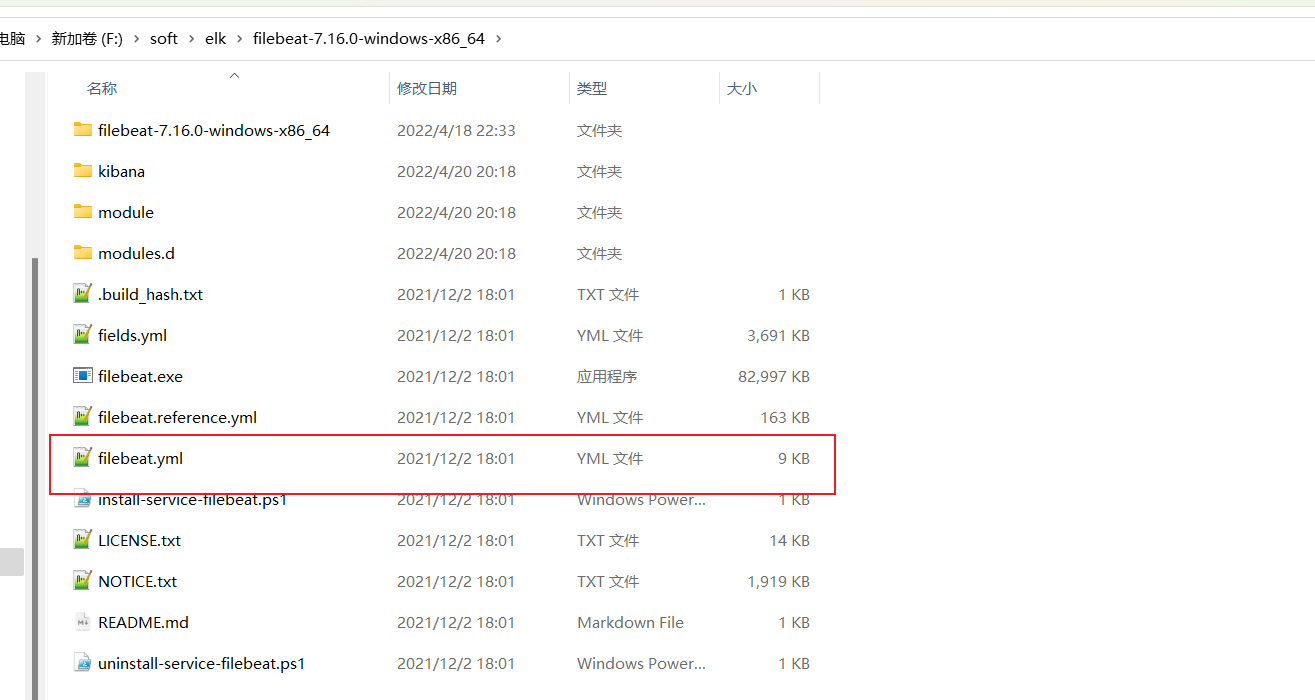 电脑 › 新加卷 (F:) › soft › elk › filebeat-7.16.0-windows-x86_64 ›
名称 修改日期 类型 大小
filebeat-7.16.0-windows-x86_64 2022/4/18 22:33 文件夹
kibana 2022/4/20 20:18 文件夹
module 2022/4/20 20:18 文件夹
modules.d 2022/4/20 20:18 文件夹
.build_hash.txt 2021/12/2 18:01 TXT 文件 1 KB
fields.yml 2021/12/2 18:01 YML 文件 3,691 KB
filebeat.exe 2021/12/2 18:01 应用程序 82,997 KB
filebeat.reference.yml 2021/12/2 18:01 YML 文件 163 KB
filebeat.yml 2021/12/2 18:01 YML 文件 9 KB
install-service-filebeat.ps1 2021/12/2 18:01 Windows Power... 1 KB
LICENSE.txt 2021/12/2 18:01 TXT 文件 14 KB
NOTICE.txt 2021/12/2 18:01 TXT 文件 1,919 KB
README.md 2021/12/2 18:01 Markdown File 1 KB
uninstall-service-filebeat.ps1 2021/12/2 18:01 Windows Power... 1 KB